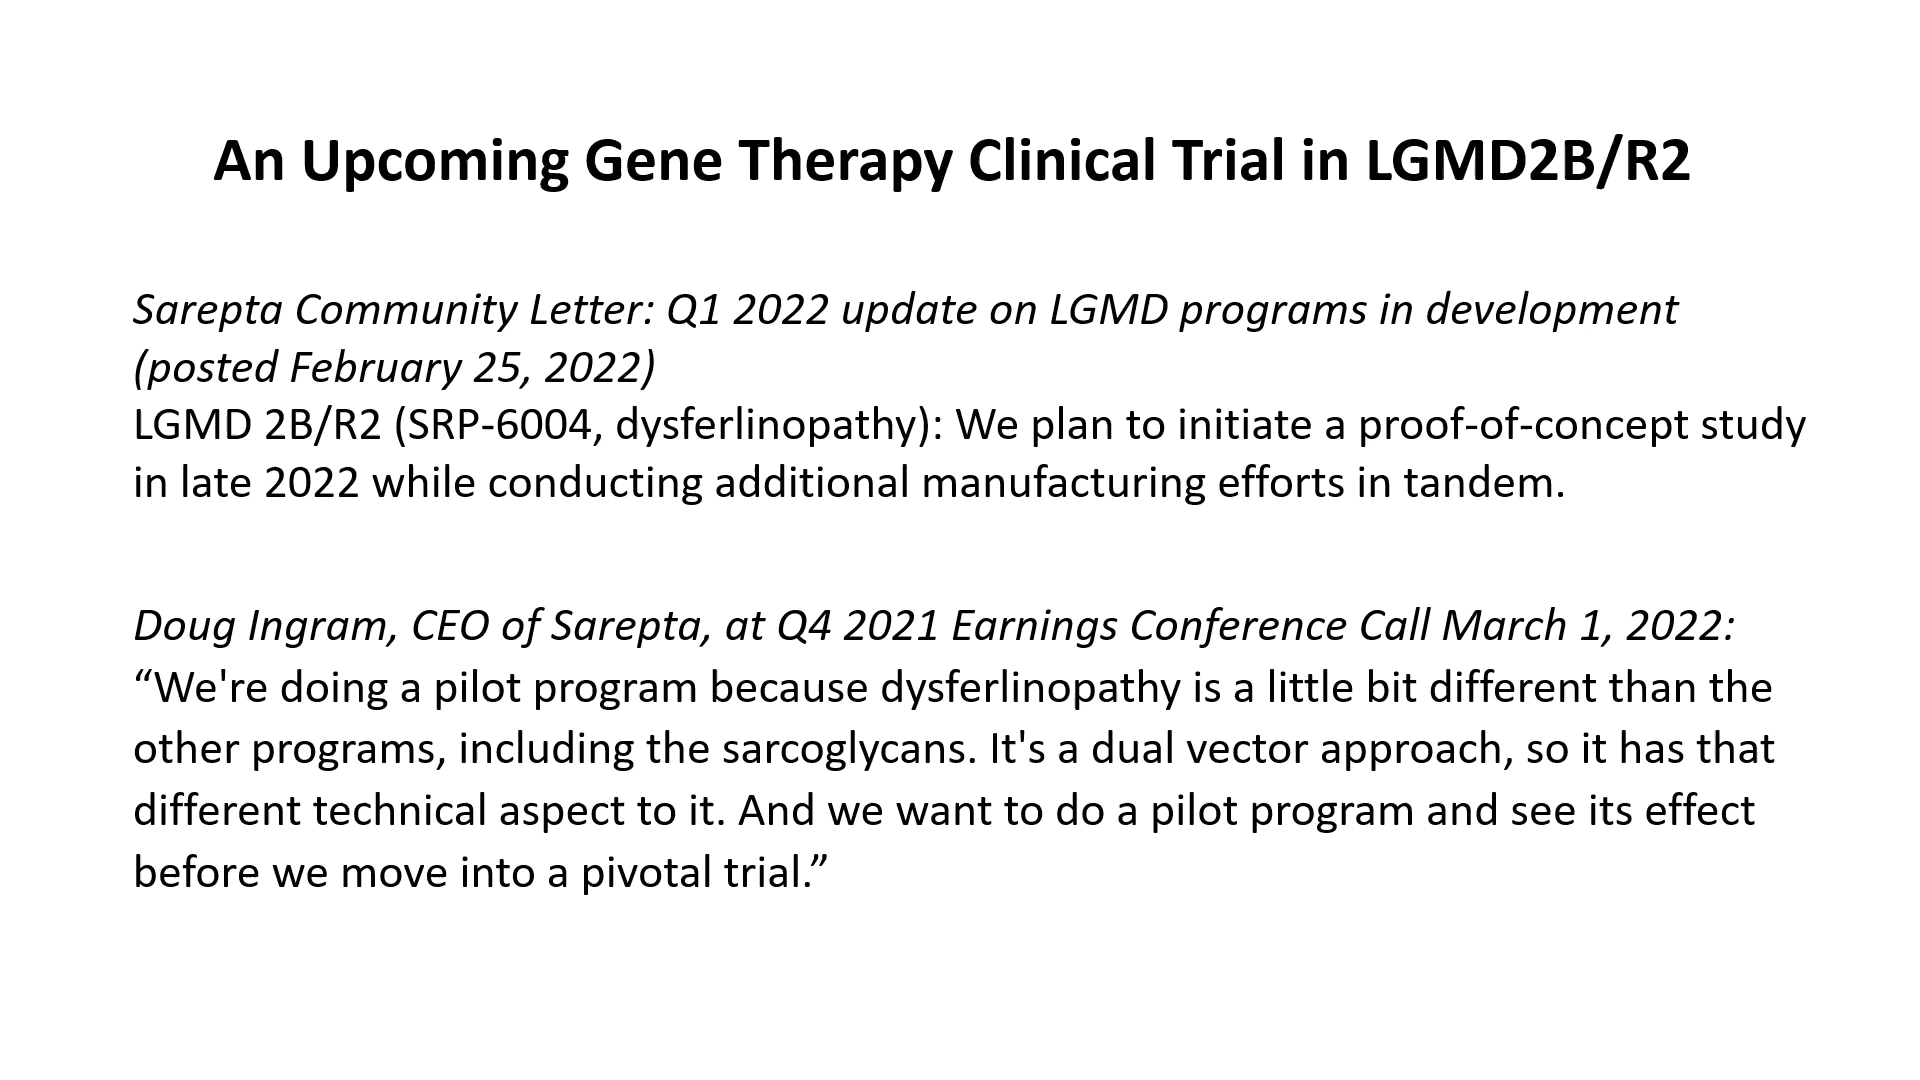 An Upcoming Gene Therapy Clinical Trial in LGMD2B/R2
Sarepta Community Letter: Q1 2022 update on LGMD programs in development
(posted February 25, 2022)
LGMD 2B/R2 (SRP-6004, dysferlinopathy): We plan to initiate a proof-of-concept study
in late 2022 while conducting additional manufacturing efforts in tandem.
Doug Ingram, CEO of Sarepta, at Q4 2021 Earnings Conference Call March 1, 2022:
“We're doing a pilot program because dysferlinopathy is a little bit different than the
other programs, including the sarcoglycans. It's a dual vector approach, so it has that
different technical aspect to it. And we want to do a pilot program and see its effect
before we move into a pivotal trial.”